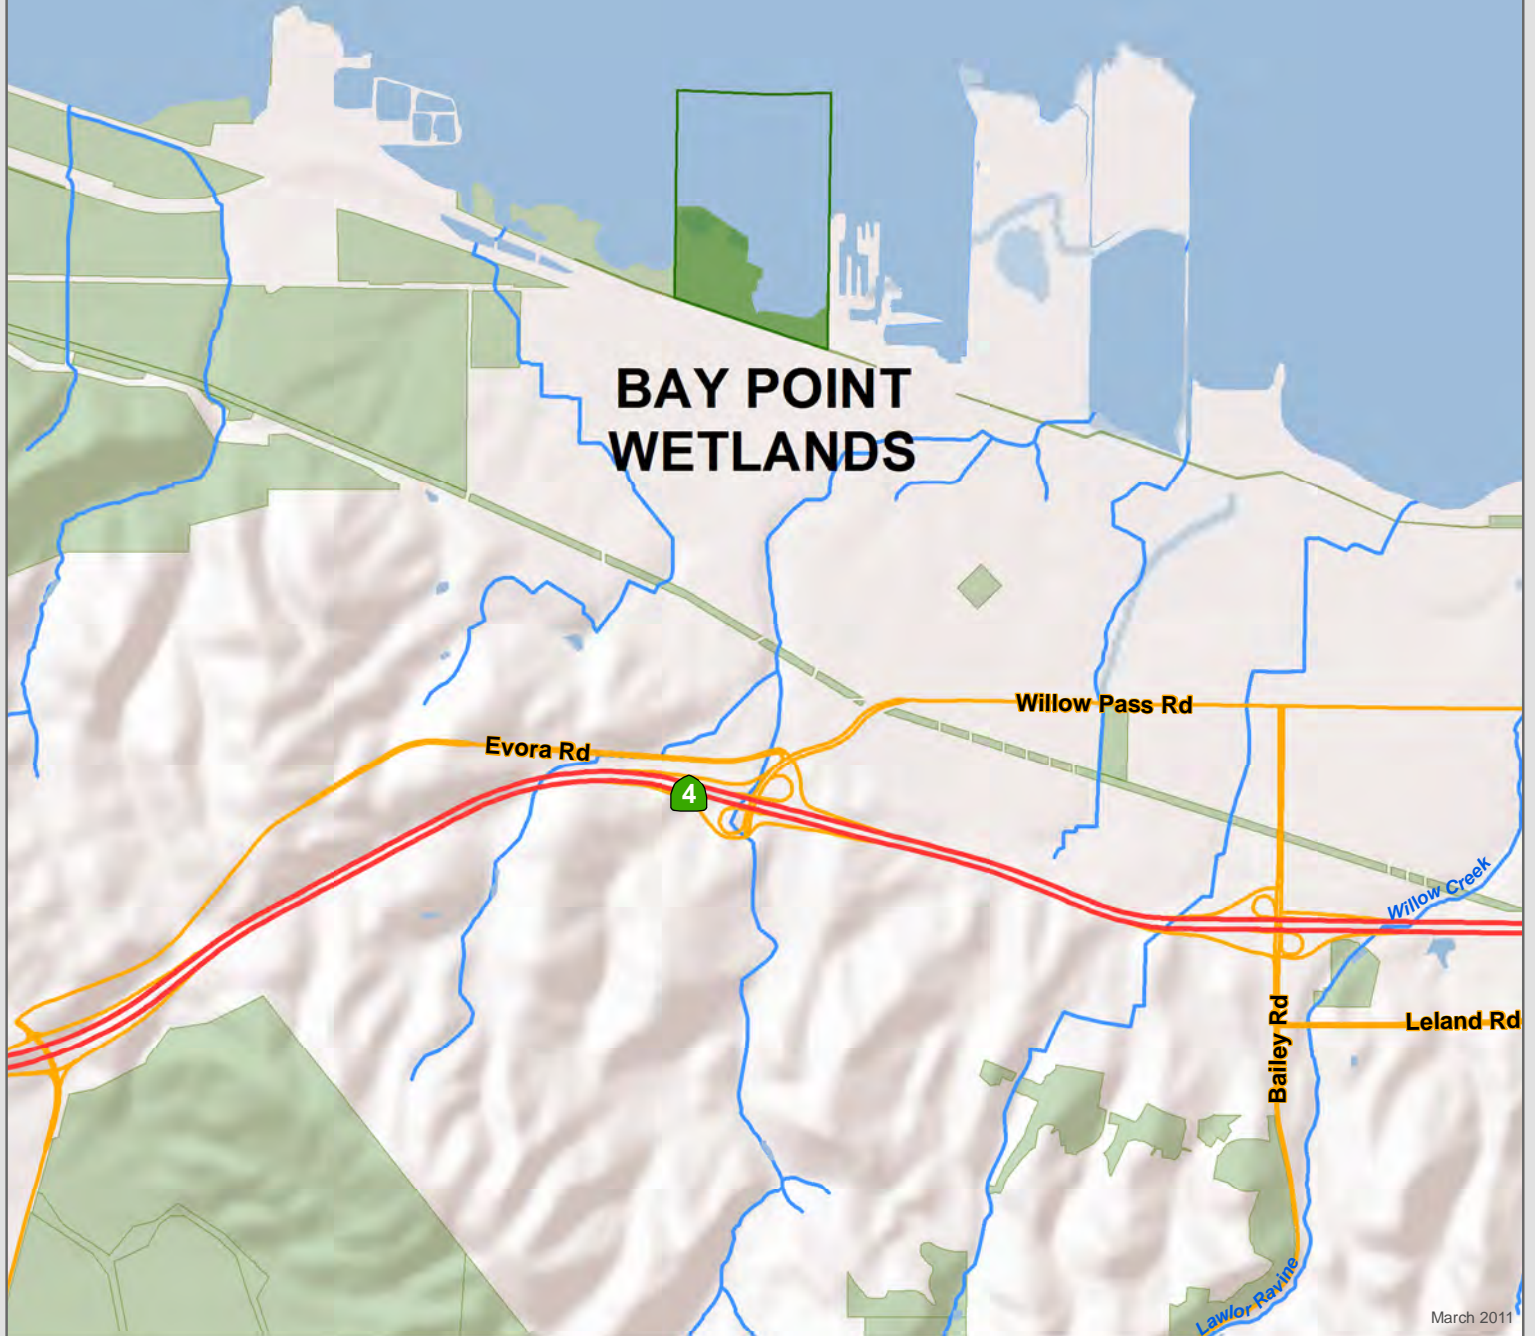 BAY POINT
WETLANDS
Willow Pass Rd
Evora Rd
4
Willow Creek
Bailey Rd
Leland Rd
Lawlor Ravine
March 2011